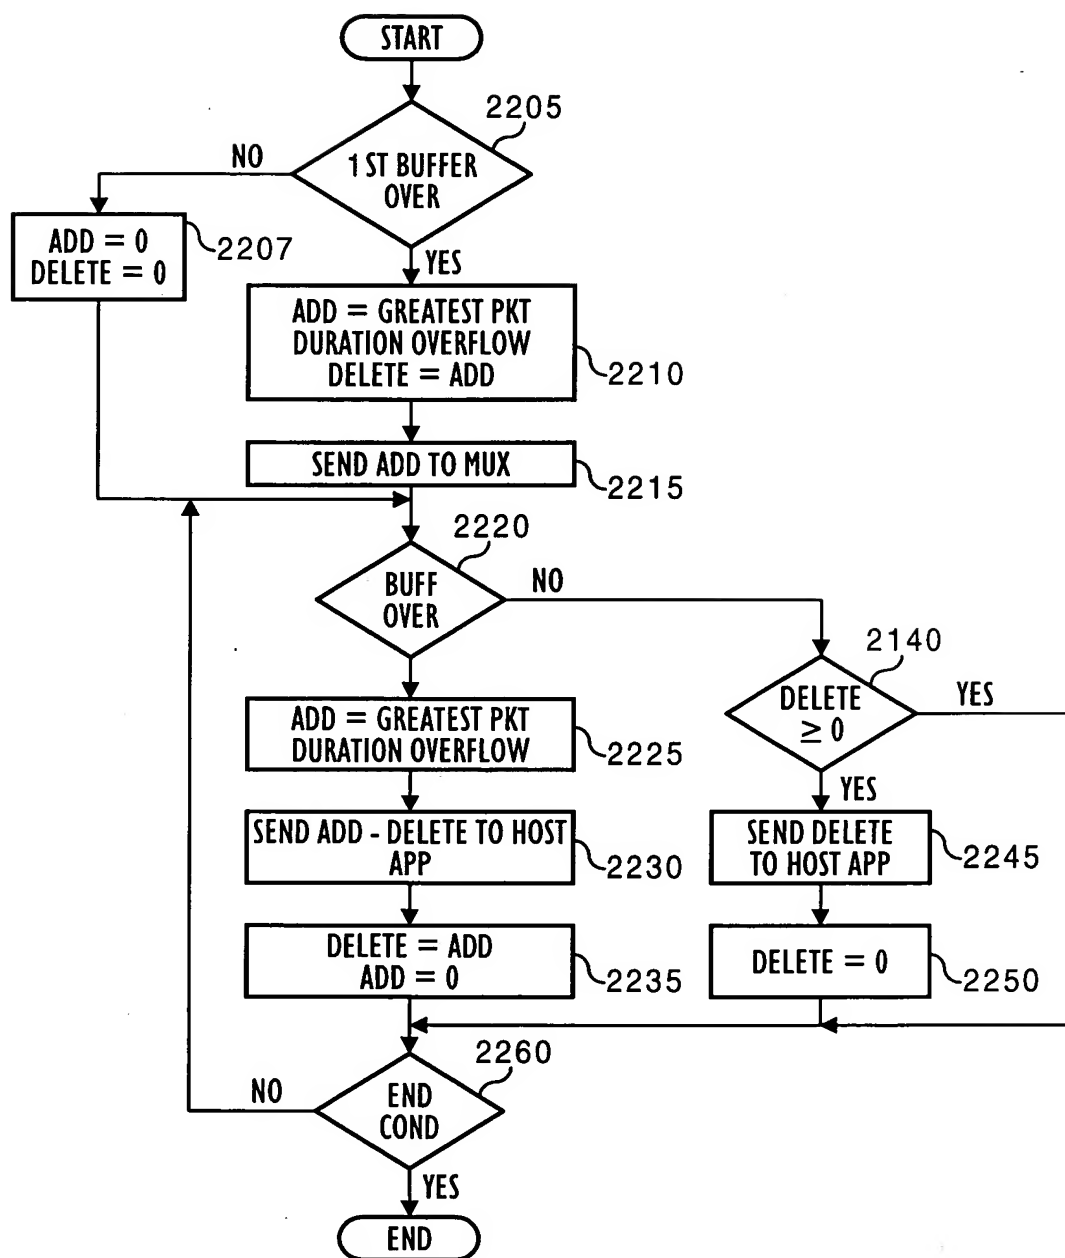 START
2205
1ST BUFFER
OVER
NO
YES
ADD = 0
DELETE = 0
2207
ADD = GREATEST PKT
DURATION OVERFLOW
DELETE = ADD
2210
SEND ADD TO MUX
2215
2220
BUFF
OVER
NO
2140
DELETE
≥ 0
YES
YES
ADD = GREATEST PKT
DURATION OVERFLOW
2225
SEND ADD - DELETE TO HOST
APP
2230
SEND DELETE
TO HOST APP
2245
DELETE = ADD
ADD = 0
2235
DELETE = 0
2250
2260
END
COND
NO
YES
END